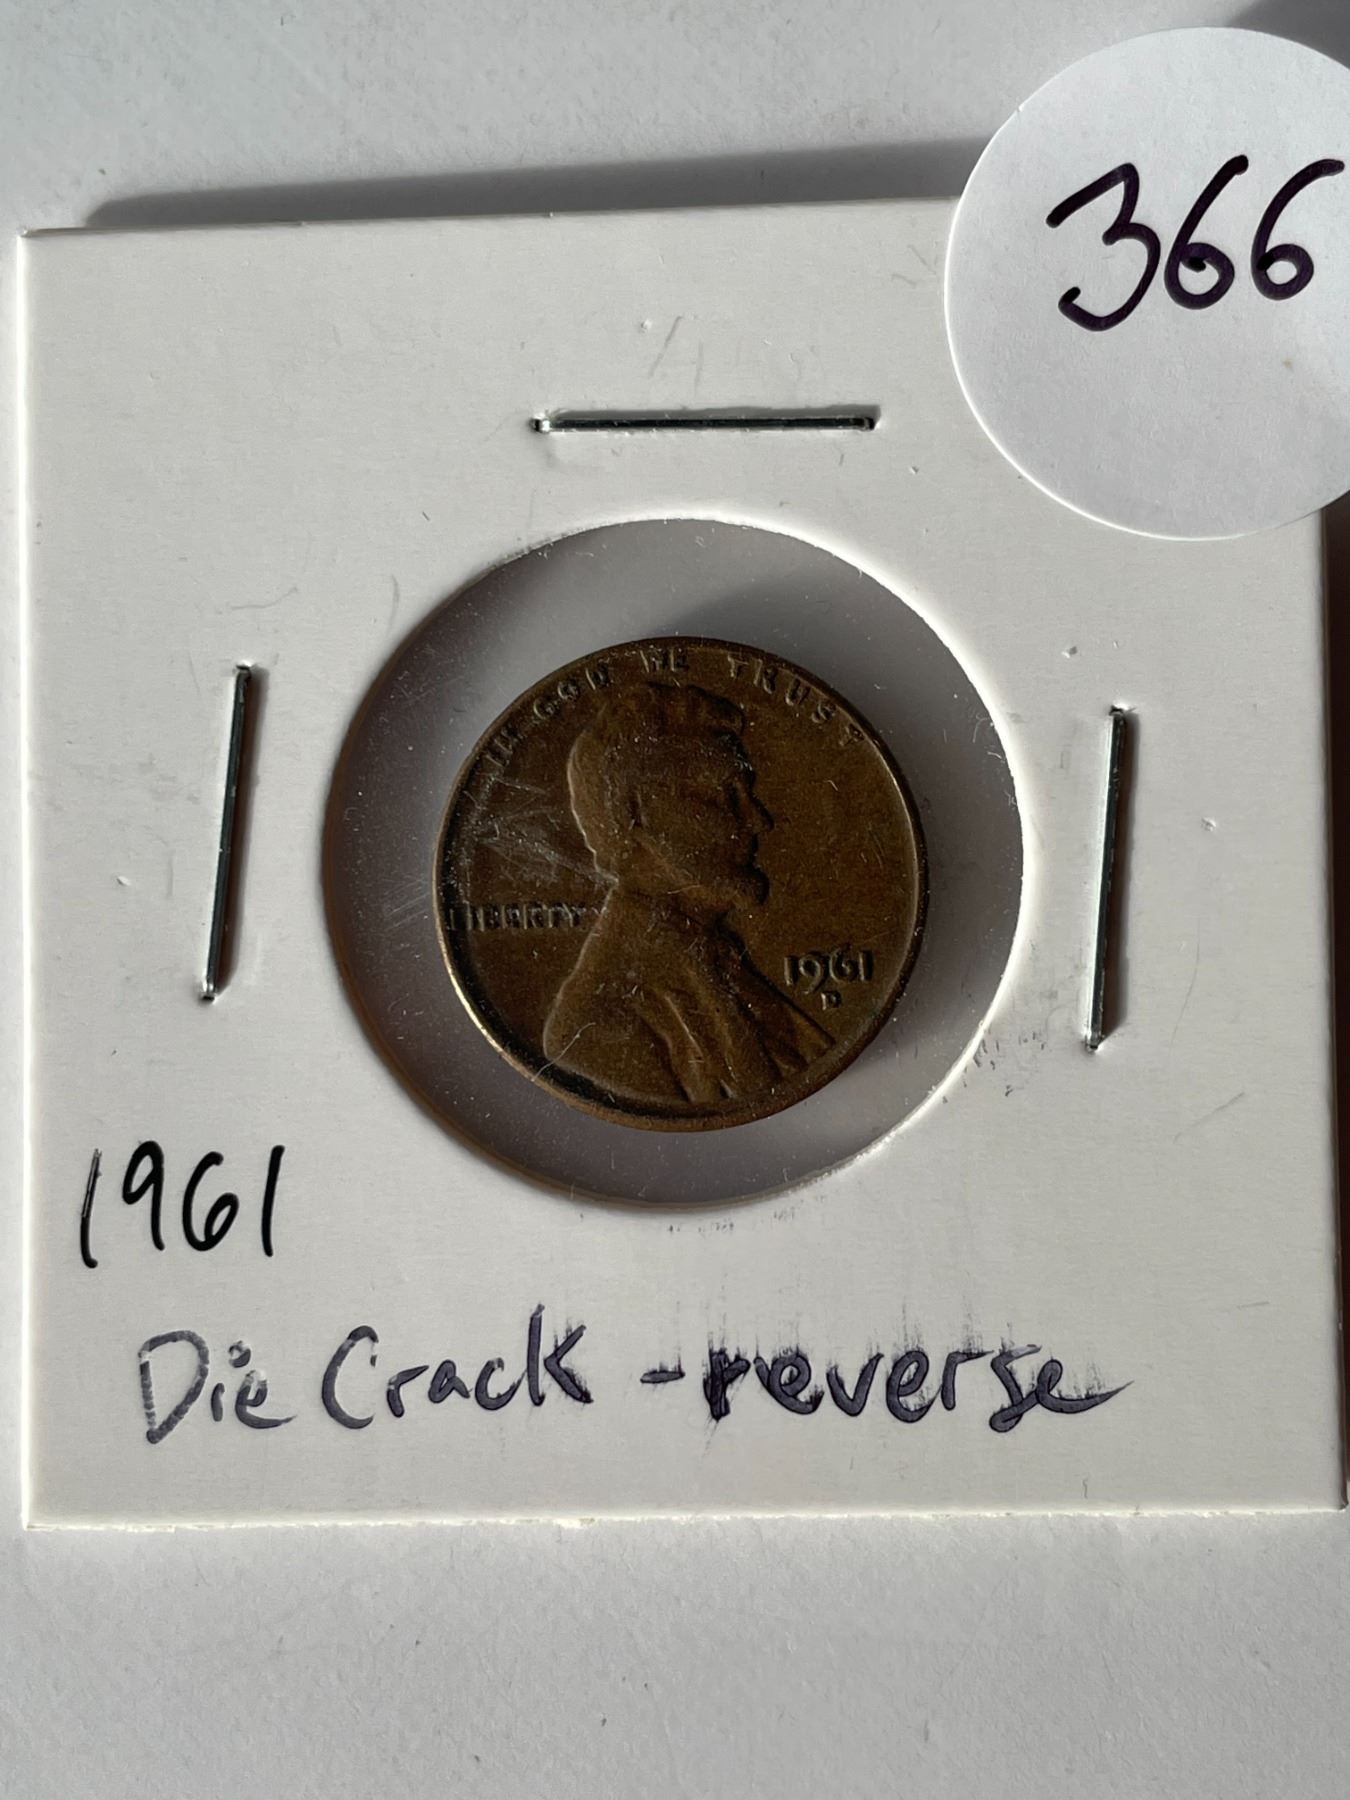 366
IN GOD WE TRUST
LIBERTY
1961
D
1961
Die Crack - reverse